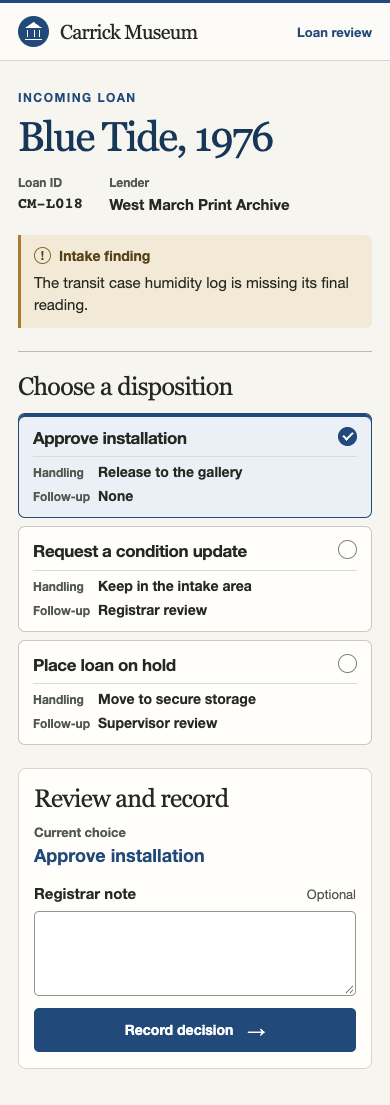 Carrick Museum
Loan review
INCOMING LOAN
Blue Tide, 1976
Loan ID
Lender
CM-L018
West March Print Archive
Intake finding
The transit case humidity log is missing its final
reading.
Choose a disposition
Approve installation
Handling Release to the gallery
Follow-up None
Request a condition update
Handling Keep in the intake area
Follow-up Registrar review
Place loan on hold
Handling Move to secure storage
Follow-up Supervisor review
Review and record
Current choice
Approve installation
Registrar note
Optional
Record decision →